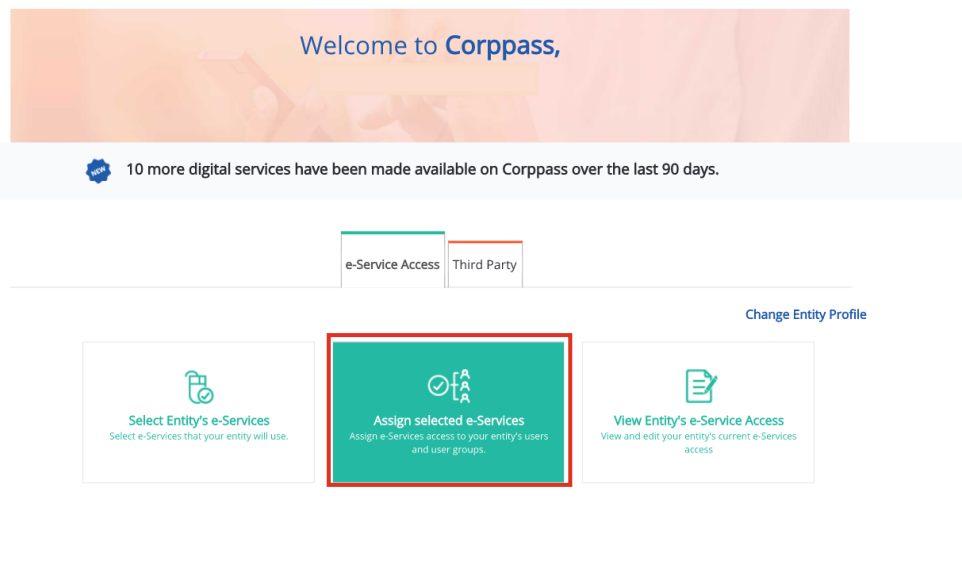 Welcome to Corppass,
NEW
10 more digital services have been made available on Corppass over the last 90 days.
e-Service Access
Third Party
Change Entity Profile
Select Entity's e-Services
Select e-Services that your entity will use.
Assign selected e-Services
Assign e-Services access to your entity's users
and user groups.
View Entity's e-Service Access
View and edit your entity's current e-Services
access